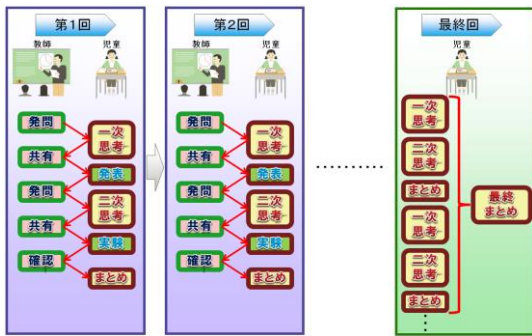 第1回
教師
児童
発問
一次
思考
共有
発表
発問
二次
思考
共有
実験
確認
まとめ
第2回
教師
児童
発問
一次
思考
共有
発表
発問
二次
思考
共有
実験
確認
まとめ
…………
最終回
児童
一次
思考
二次
思考
まとめ
一次
思考
二次
思考
まとめ
⋮
最終
まとめ